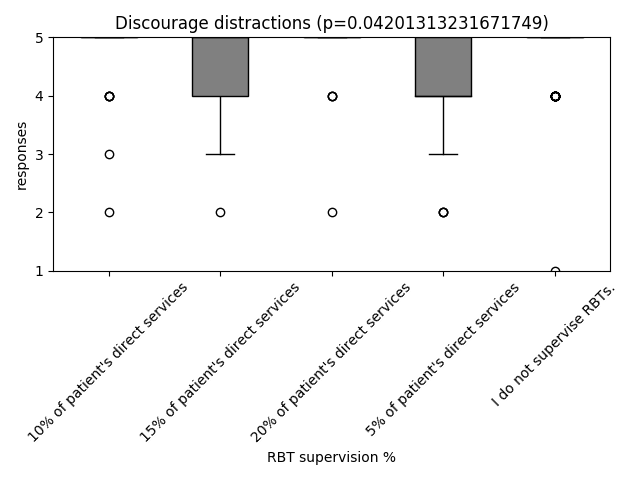 Discourage distractions (p=0.04201313231671749)
5
4
3
2
1
responses
10% of patient's direct services
15% of patient's direct services
20% of patient's direct services
5% of patient's direct services
I do not supervise RBTs.
RBT supervision %